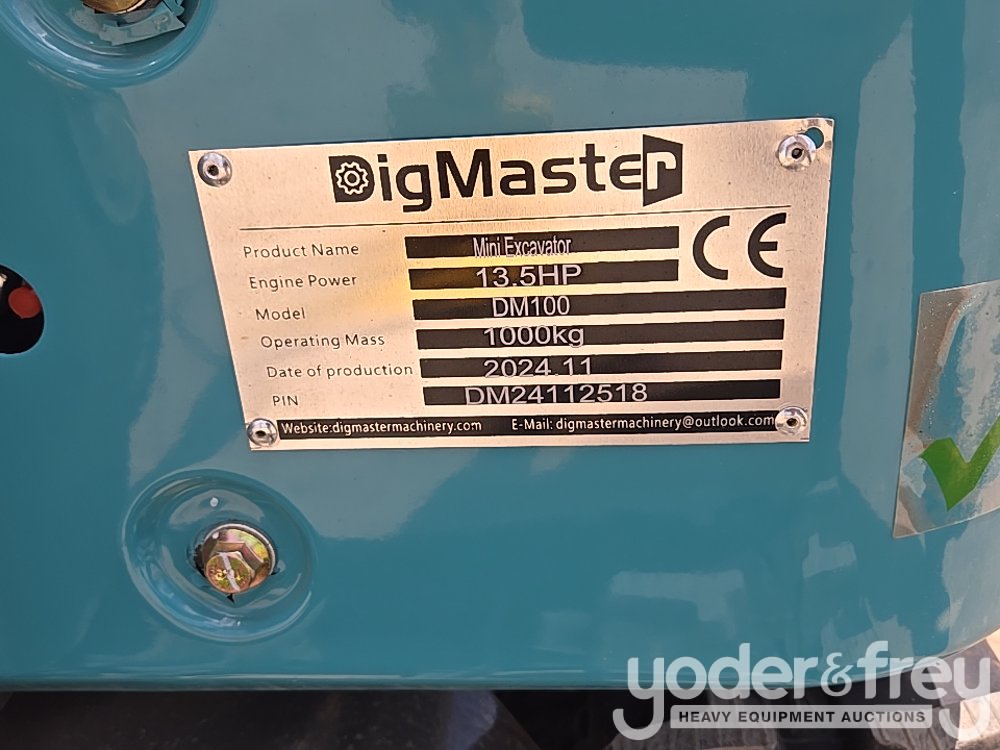 DigMaster
CE
Product Name Mini Excavator
Engine Power 13.5HP
Model DM100
Operating Mass 1000kg
Date of production 2024.11
PIN DM24112518
Website:digmastermachinery.com E-Mail: digmastermachinery@outlook.com
yoder&frey
HEAVY EQUIPMENT AUCTIONS